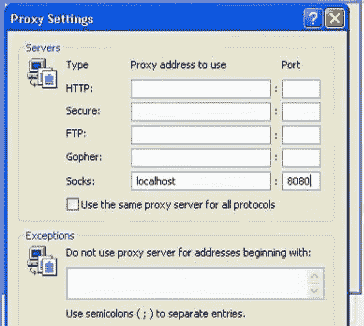 Proxy Settings
Servers
Type Proxy address to use Port
HTTP: :
Secure: :
FTP: :
Gopher: :
Socks: localhost : 8080
Use the same proxy server for all protocols
Exceptions
Do not use proxy server for addresses beginning with:
Use semicolons ( ; ) to separate entries.